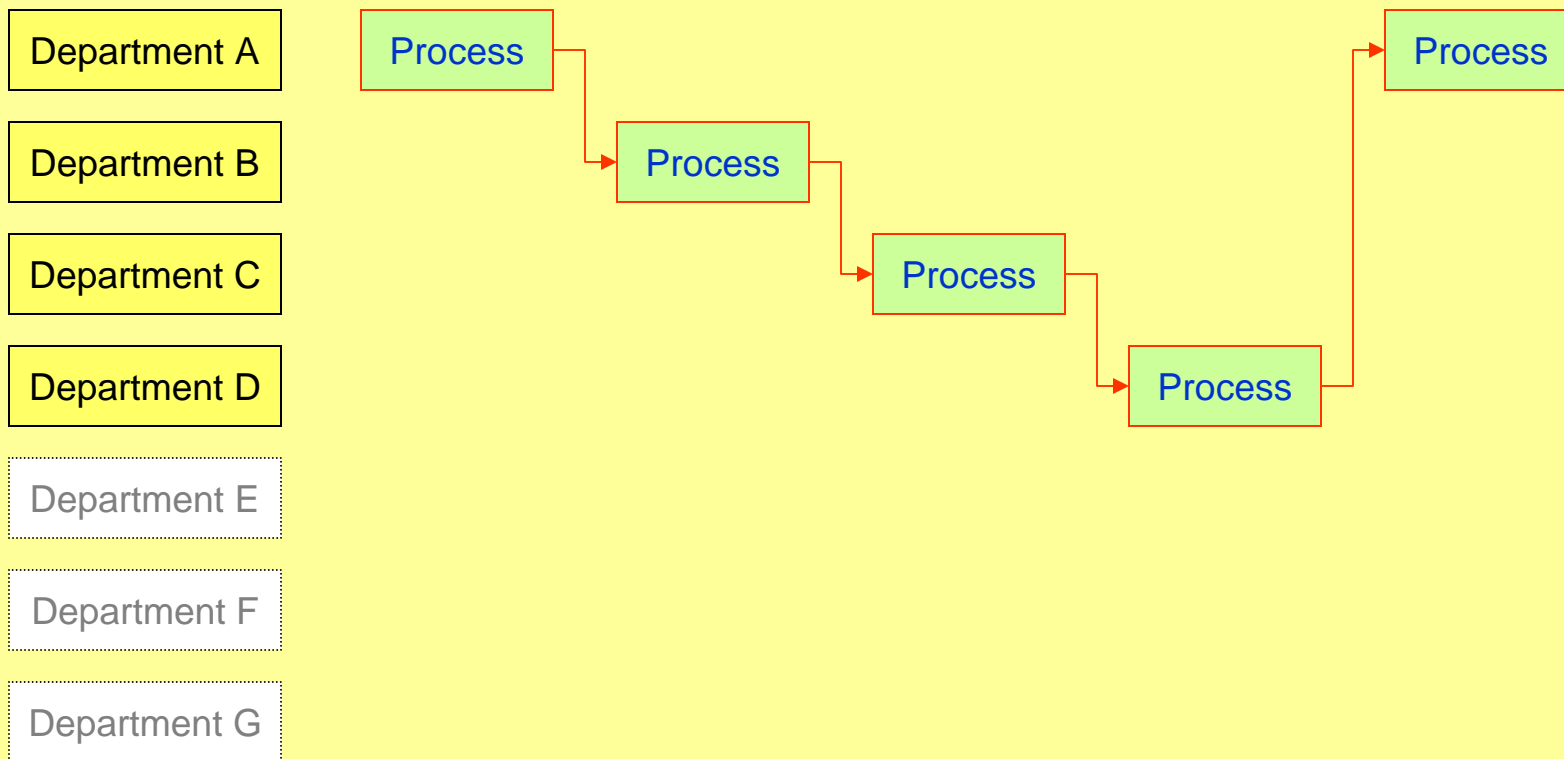 Department A
Process
Process
Department B
Process
Department C
Process
Department D
Process
Department E
Department F
Department G